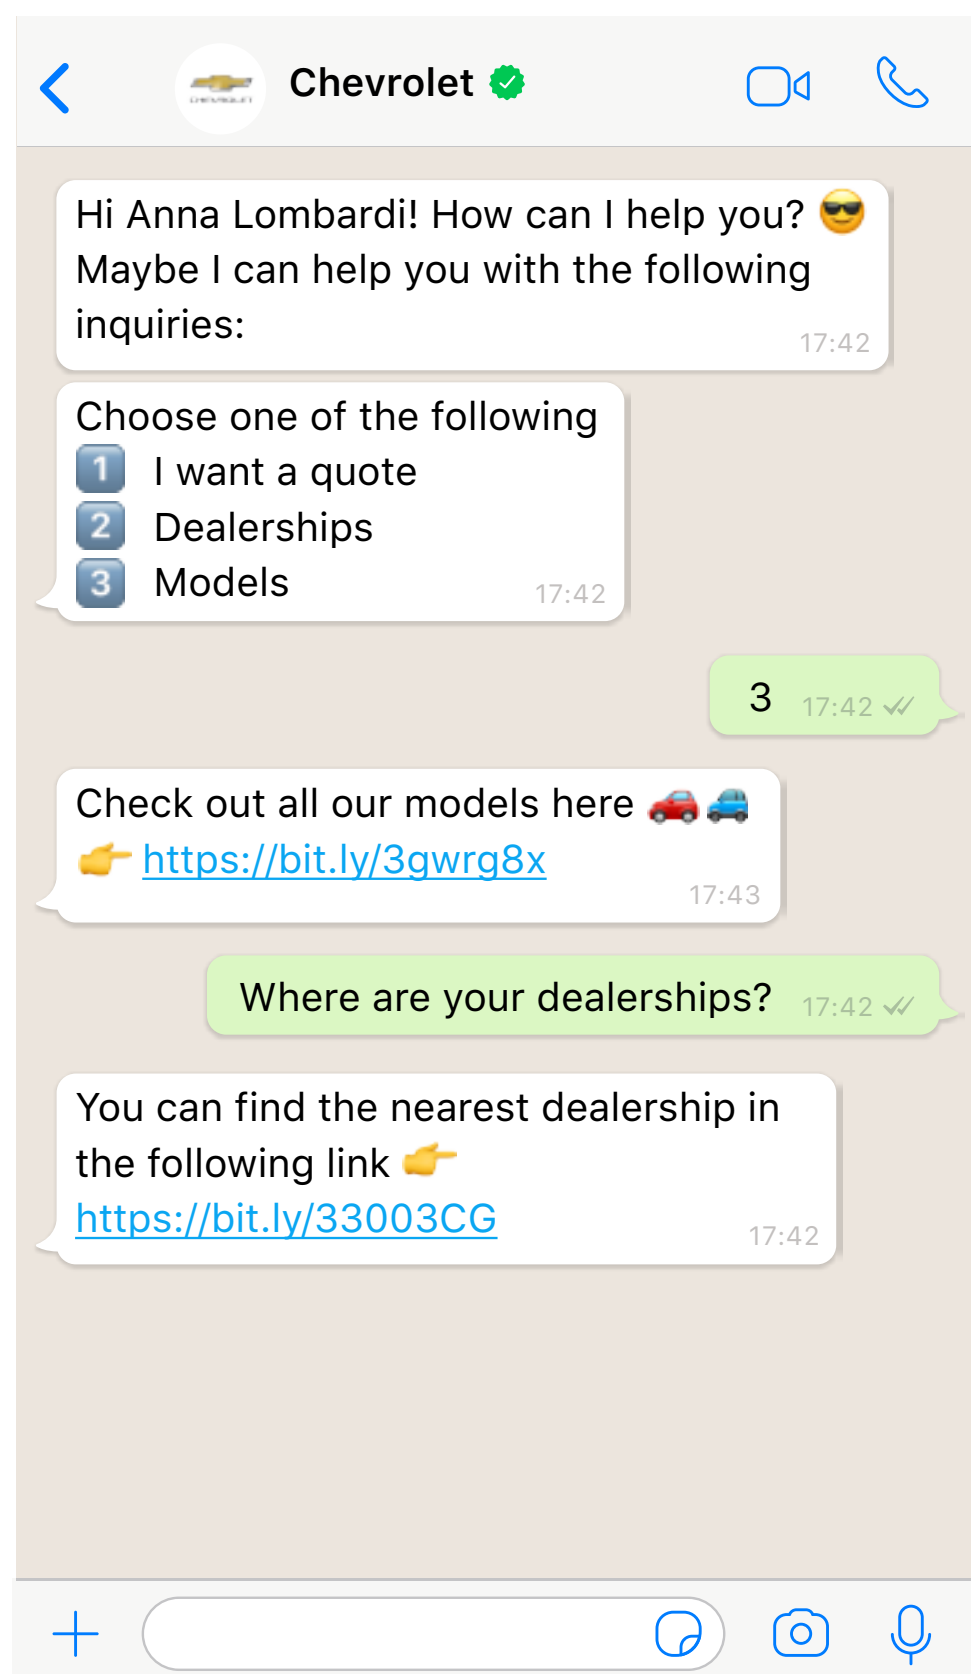 Chevrolet
CHEVROLET
Hi Anna Lombardi! How can I help you? 😎
Maybe I can help you with the following
inquiries:
17:42
Choose one of the following
1️⃣ I want a quote
2️⃣ Dealerships
3️⃣ Models
17:42
3 17:42
Check out all our models here 🚗🚙
👉 https://bit.ly/3gwrg8x
17:43
Where are your dealerships? 17:42
You can find the nearest dealership in
the following link 👉
https://bit.ly/33003CG
17:42